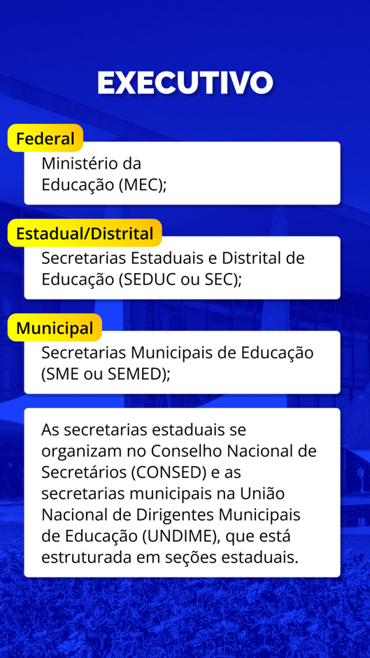 EXECUTIVO
Federal
Ministério da
Educação (MEC);
Estadual/Distrital
Secretarias Estaduais e Distrital de
Educação (SEDUC ou SEC);
Municipal
Secretarias Municipais de Educação
(SME ou SEMED);
As secretarias estaduais se
organizam no Conselho Nacional de
Secretários (CONSED) e as
secretarias municipais na União
Nacional de Dirigentes Municipais
de Educação (UNDIME), que está
estruturada em seções estaduais.